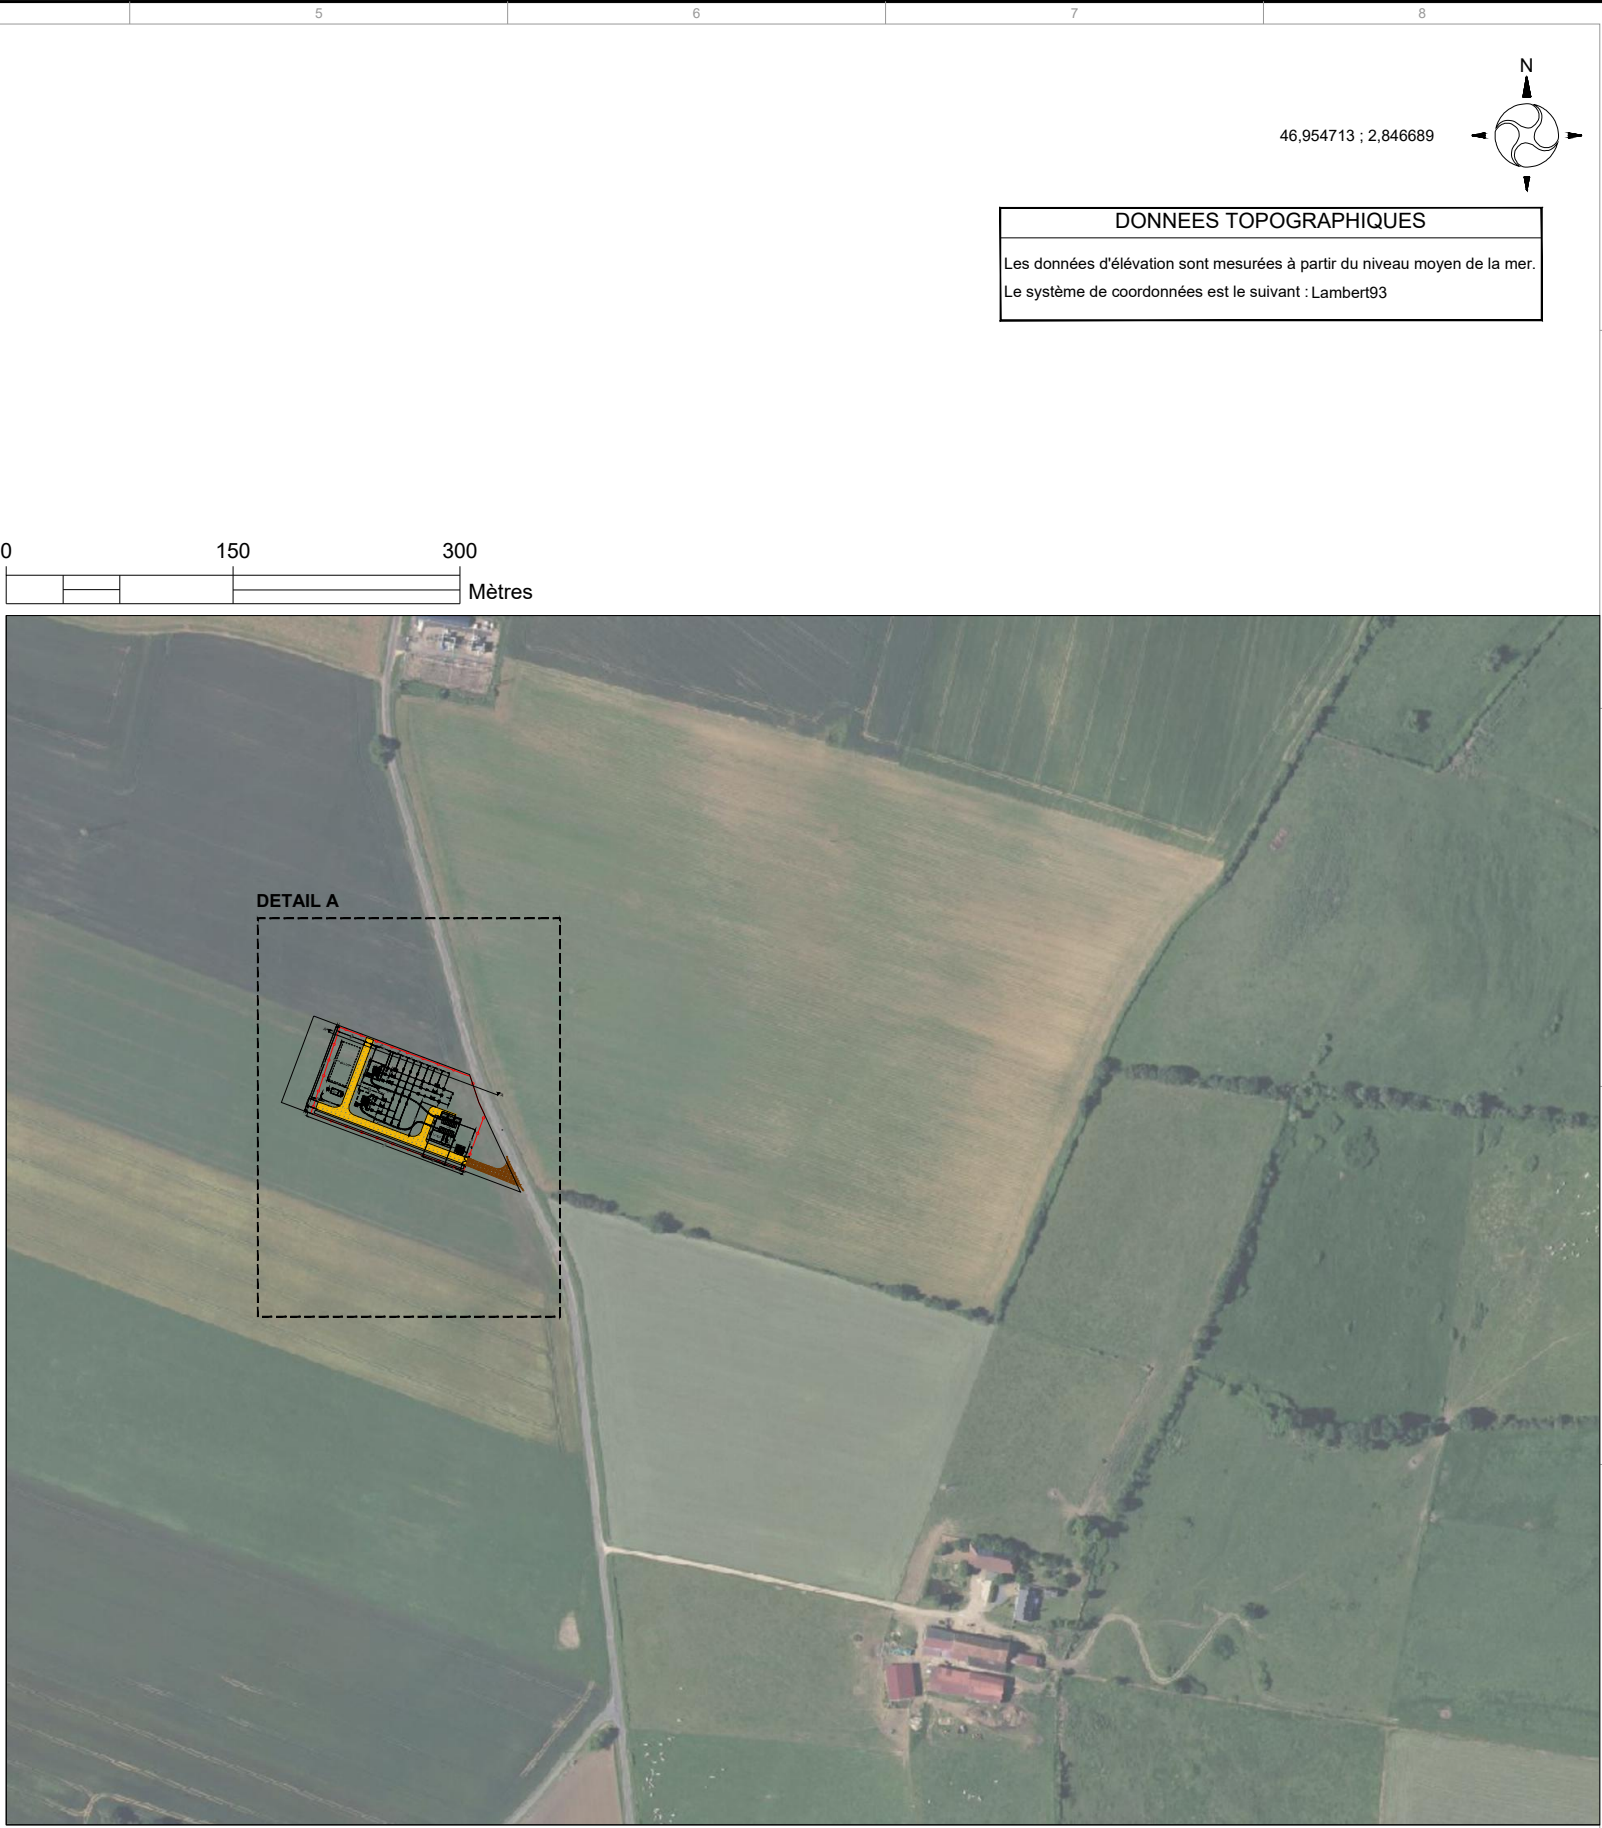 5 6 7 8
N
46,954713 ; 2,846689
DONNEES TOPOGRAPHIQUES
Les données d'élévation sont mesurées à partir du niveau moyen de la mer.
Le système de coordonnées est le suivant : Lambert93
0 150 300
Mètres
DETAIL A